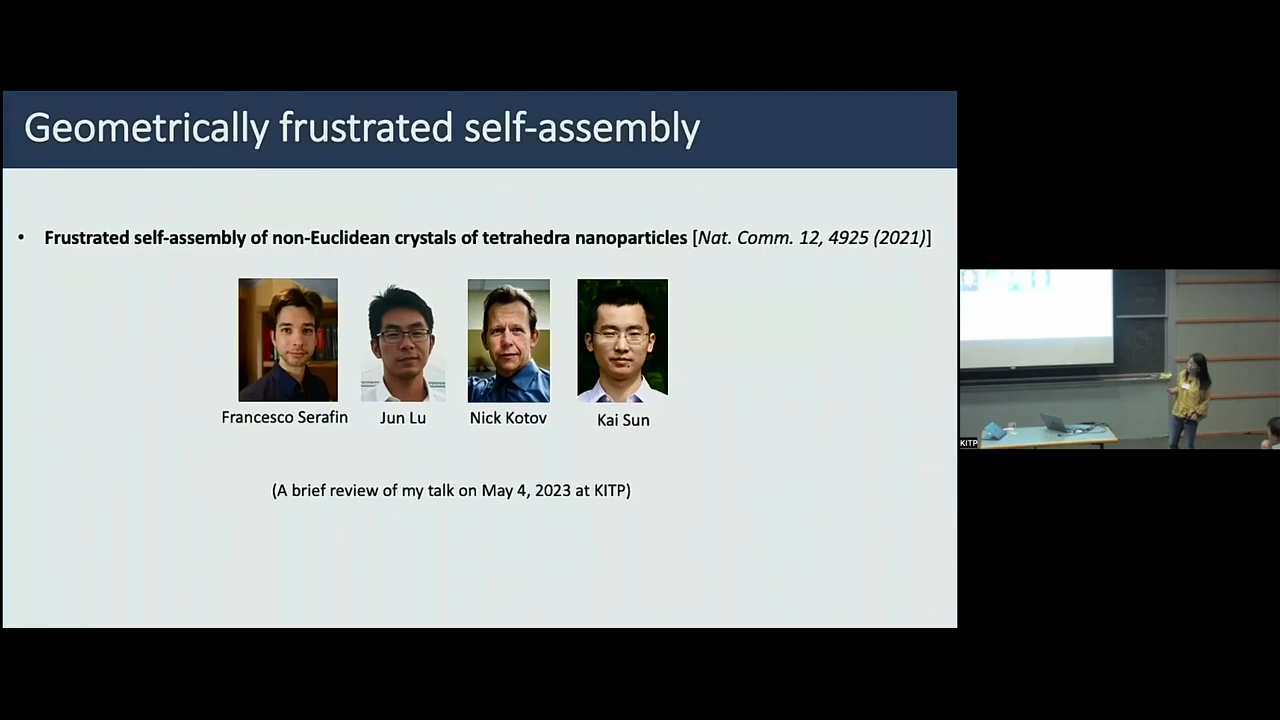 Geometrically frustrated self-assembly
• Frustrated self-assembly of non-Euclidean crystals of tetrahedra nanoparticles [Nat. Comm. 12, 4925 (2021)]
Francesco Serafin
Jun Lu
Nick Kotov
Kai Sun
(A brief review of my talk on May 4, 2023 at KITP)
KITP